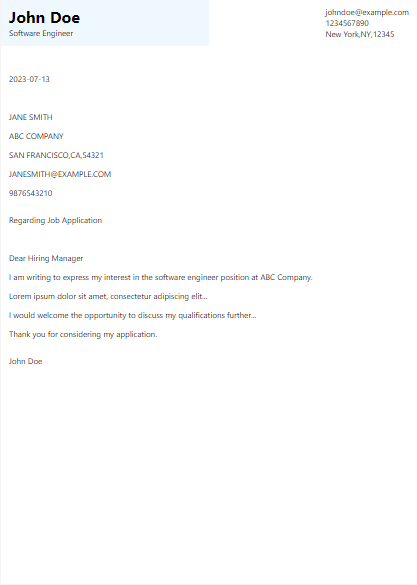 John Doe
Software Engineer
johndoe@example.com
1234567890
New York,NY,12345
2023-07-13
JANE SMITH
ABC COMPANY
SAN FRANCISCO,CA,54321
JANESMITH@EXAMPLE.COM
9876543210
Regarding Job Application
Dear Hiring Manager
I am writing to express my interest in the software engineer position at ABC Company.
Lorem ipsum dolor sit amet, consectetur adipiscing elit...
I would welcome the opportunity to discuss my qualifications further...
Thank you for considering my application.
John Doe